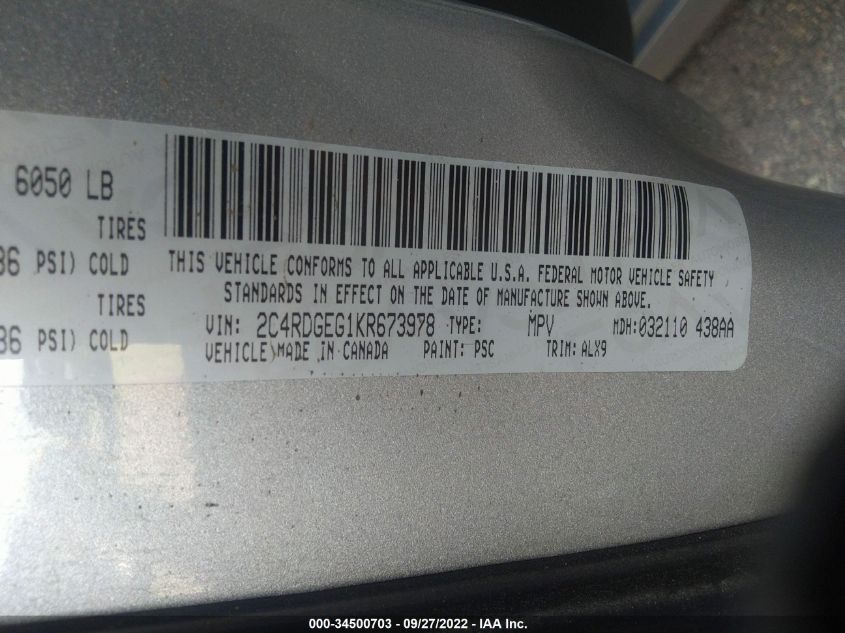 6050 LB
TIRES
36 PSI) COLD
TIRES
36 PSI) COLD
THIS VEHICLE CONFORMS TO ALL APPLICABLE U.S.A. FEDERAL MOTOR VEHICLE SAFETY
STANDARDS IN EFFECT ON THE DATE OF MANUFACTURE SHOWN ABOVE.
VIN: 2C4RDGEG1KR673978 TYPE: MPV MDH:032110 438AA
VEHICLE MADE IN CANADA PAINT: PSC TRIM: ALX9
000-34500703 - 09/27/2022 - IAA Inc.